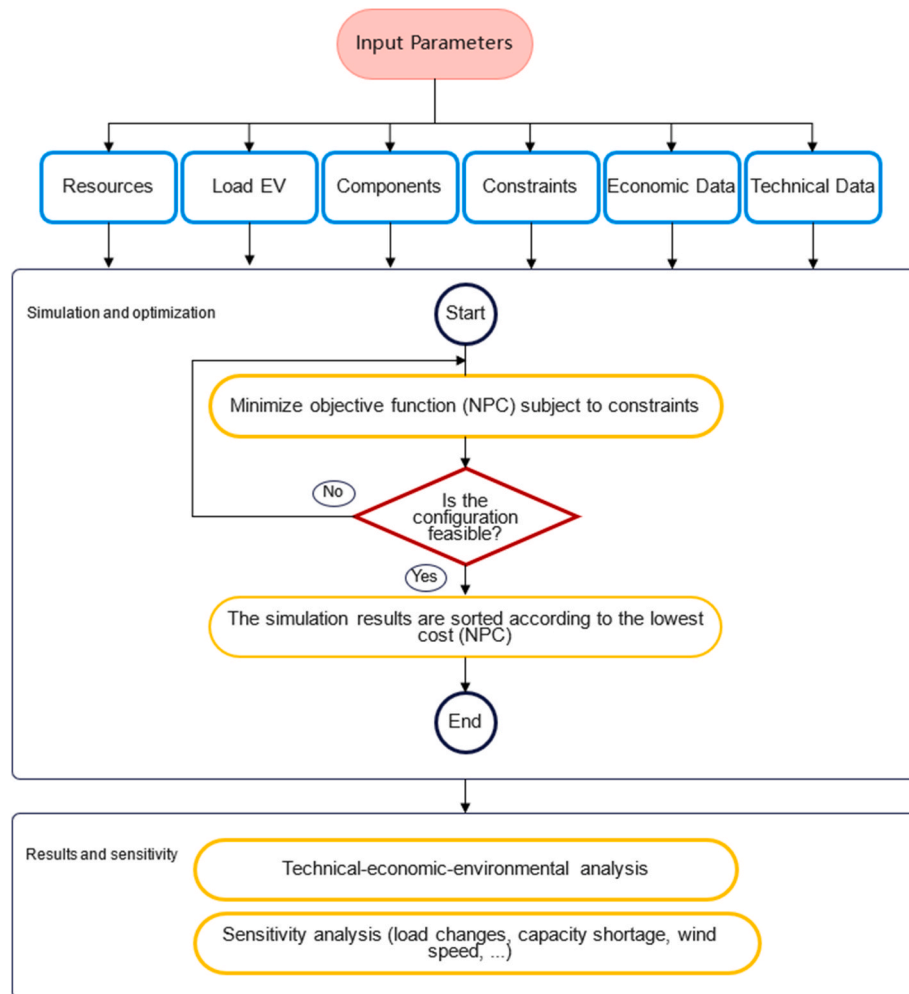 Input Parameters
Resources
Load EV
Components
Constraints
Economic Data
Technical Data
Simulation and optimization
Start
Minimize objective function (NPC) subject to constraints
No
Is the
configuration
feasible?
Yes
The simulation results are sorted according to the lowest
cost (NPC)
End
Results and sensitivity
Technical-economic-environmental analysis
Sensitivity analysis (load changes, capacity shortage, wind
speed, ...)